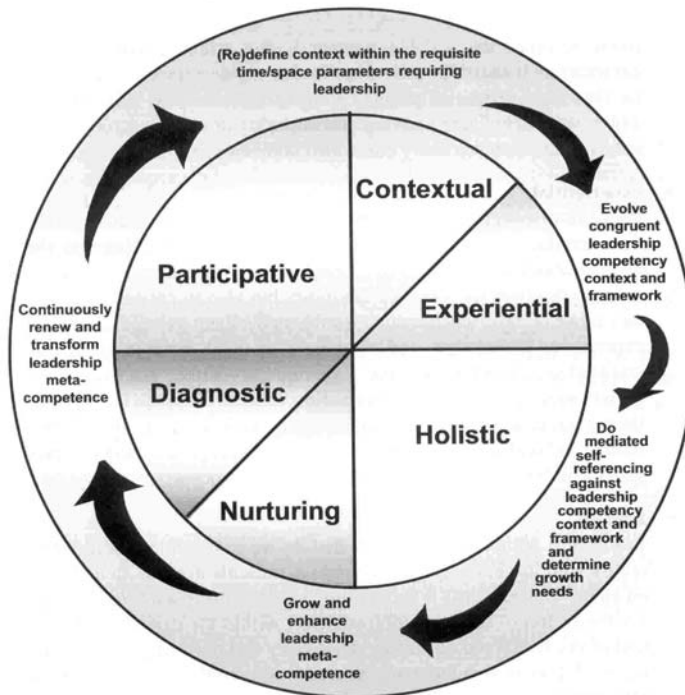 (Re)define context within the requisite
time/space parameters requiring
leadership
Contextual
Evolve
congruent
leadership
competency
context and
framework
Participative
Experiential
Continuously
renew and
transform
leadership
meta-
competence
Diagnostic
Holistic
Do
mediated
self-
referencing
against
leadership
competency
context and
framework
and
determine
growth
needs
Nurturing
Grow and
enhance
leadership
meta-
competence